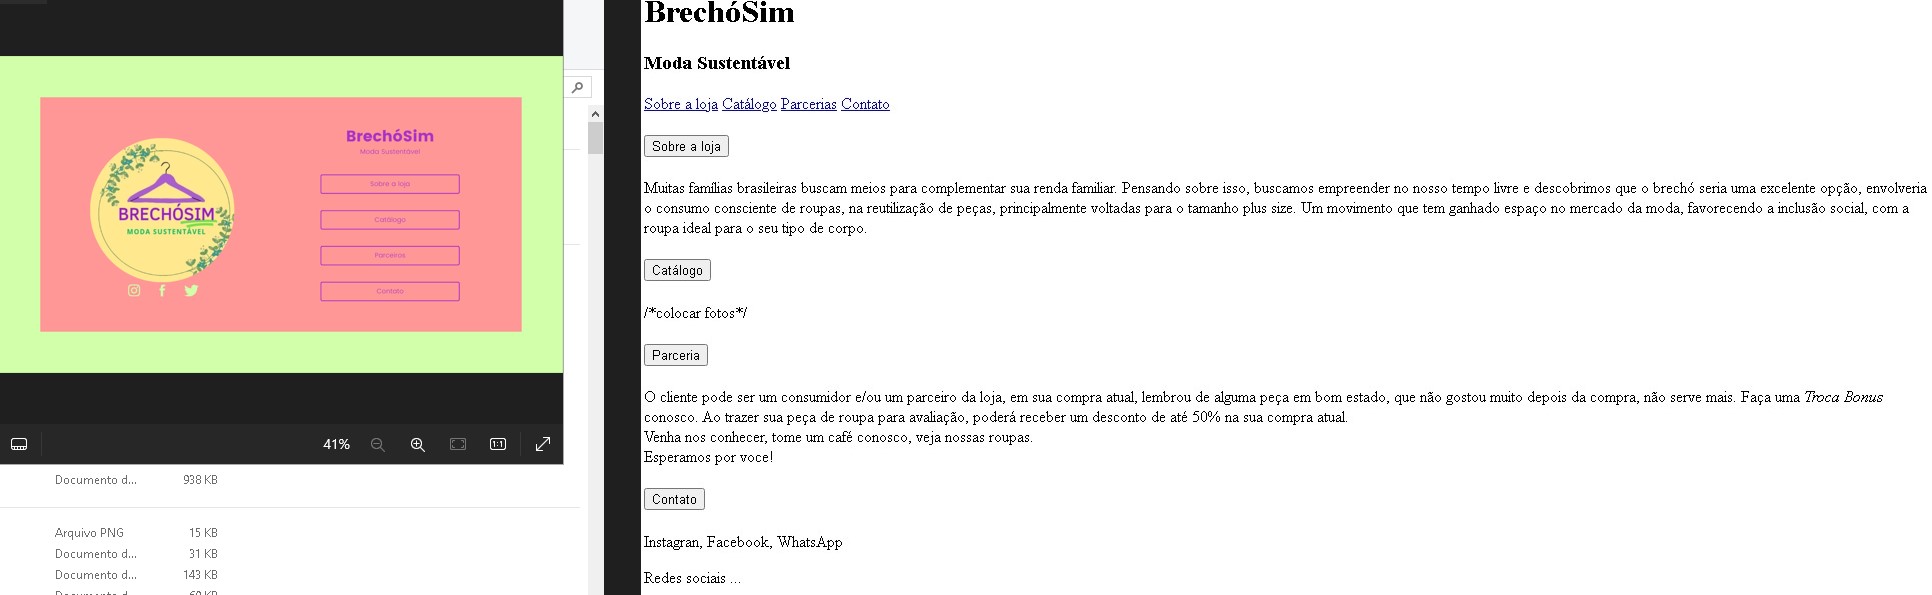 BrechóSim
Moda Sustentável
Sobre a loja
Catálogo
Parceiros
Contato
BRECHÓSIM
MODA SUSTENTÁVEL
41%
1:1
Documento d... 938 KB
Arquivo PNG 15 KB
Documento d... 31 KB
Documento d... 143 KB
BrechóSim
Moda Sustentável
Sobre a loja Catálogo Parcerias Contato
Sobre a loja
Muitas famílias brasileiras buscam meios para complementar sua renda familiar. Pensando sobre isso, buscamos empreender no nosso tempo livre e descobrimos que o brechó seria uma excelente opção, envolveria
o consumo consciente de roupas, na reutilização de peças, principalmente voltadas para o tamanho plus size. Um movimento que tem ganhado espaço no mercado da moda, favorecendo a inclusão social, com a
roupa ideal para o seu tipo de corpo.
Catálogo
/*colocar fotos*/
Parceria
O cliente pode ser um consumidor e/ou um parceiro da loja, em sua compra atual, lembrou de alguma peça em bom estado, que não gostou muito depois da compra, não serve mais. Faça uma Troca Bonus
conosco. Ao trazer sua peça de roupa para avaliação, poderá receber um desconto de até 50% na sua compra atual.
Venha nos conhecer, tome um café conosco, veja nossas roupas.
Esperamos por voce!
Contato
Instagran, Facebook, WhatsApp
Redes sociais ...